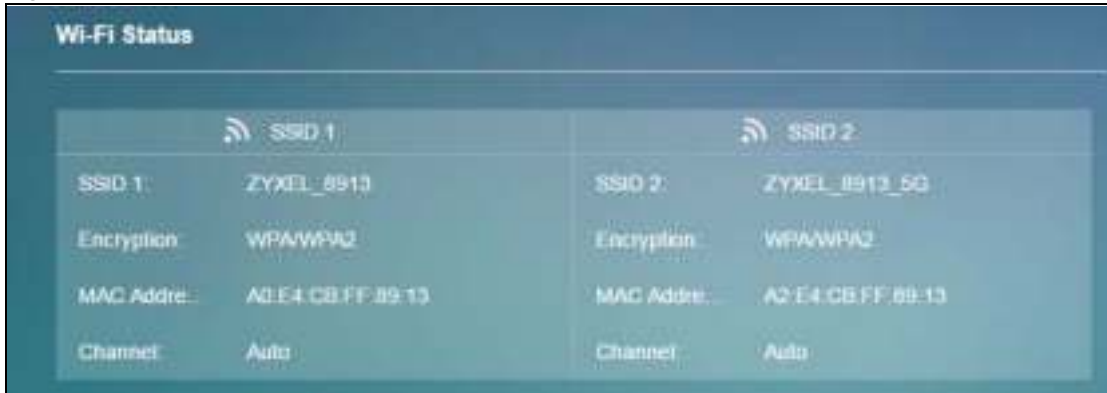 Wi-Fi Status
SSID 1 SSID 2
SSID 1: ZYXEL_8913 SSID 2: ZYXEL_8913_5G
Encryption: WPA/WPA2 Encryption: WPA/WPA2
MAC Addre... A0:E4:CB:FF:89:13 MAC Addre... A2:E4:CB:FF:89:13
Channel: Auto Channel: Auto